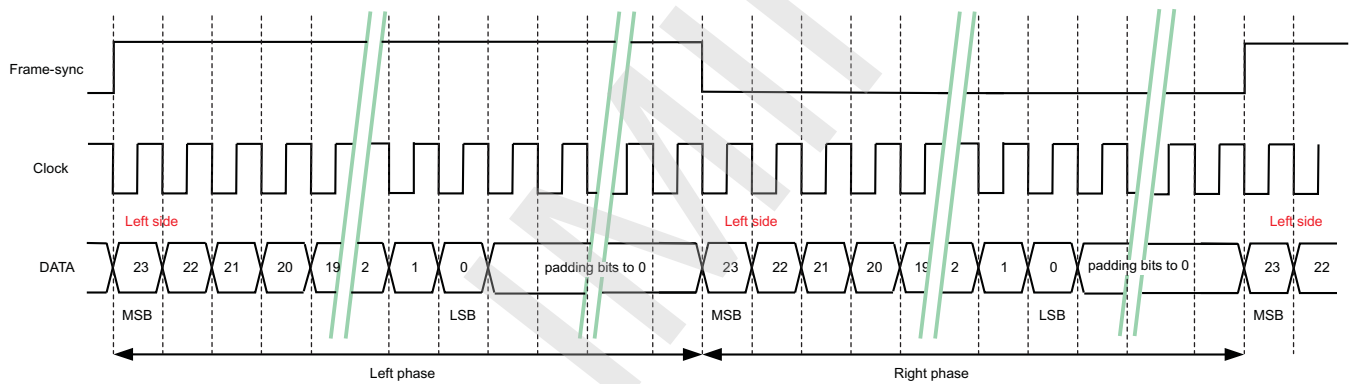 Frame-sync
Clock
Left side Left side Left side
DATA 23 22 21 20 19 2 1 0 padding bits to 0 23 22 21 20 19 2 1 0 padding bits to 0 23 22
MSB LSB MSB LSB MSB
Left phase Right phase